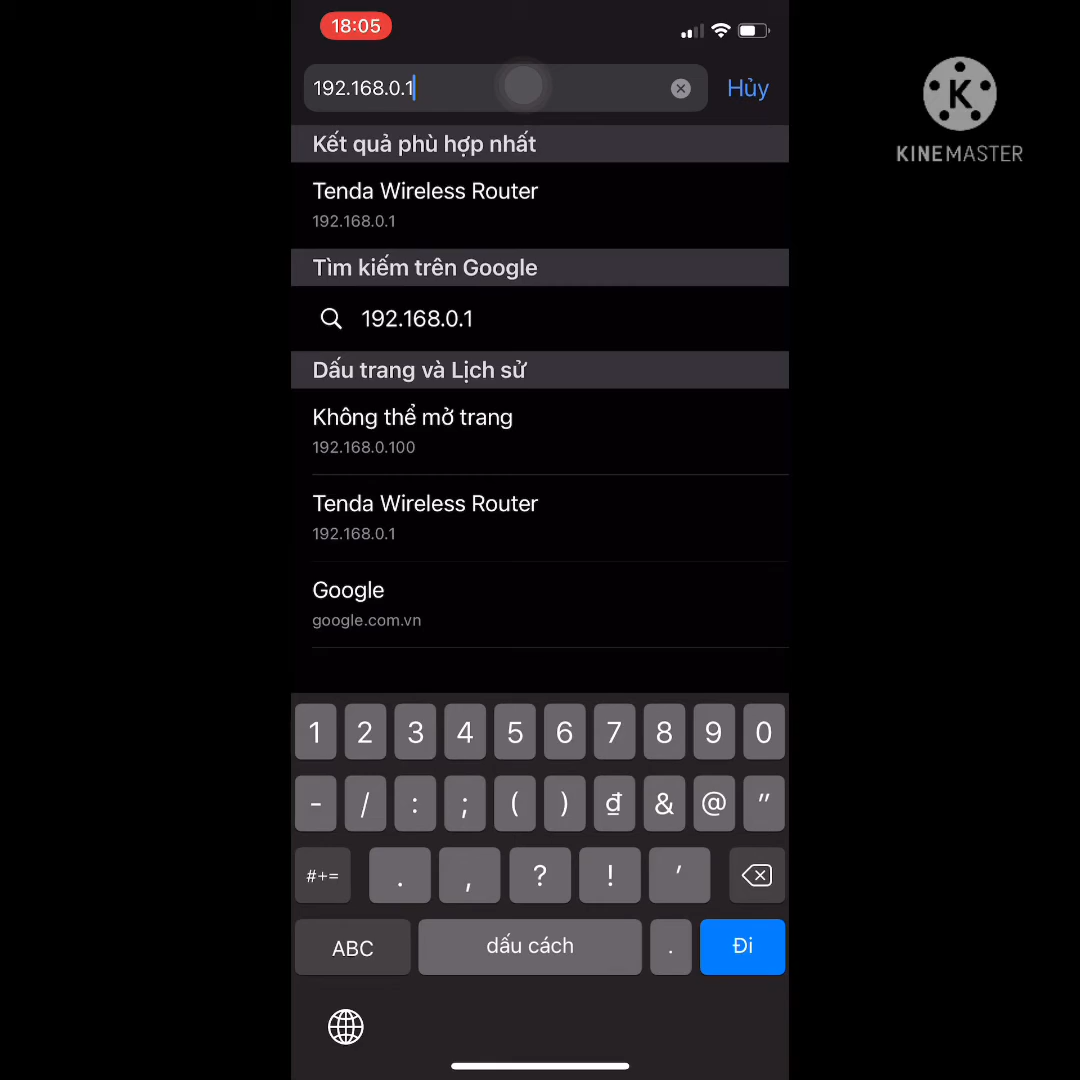 18:05
192.168.0.1
Hủy
K
KINEMASTER
Kết quả phù hợp nhất
Tenda Wireless Router
192.168.0.1
Tìm kiếm trên Google
192.168.0.1
Dấu trang và Lịch sử
Không thể mở trang
192.168.0.100
Tenda Wireless Router
192.168.0.1
Google
google.com.vn
1 2 3 4 5 6 7 8 9 0
- / : ; ( ) ₫ & @ "
#+= . , ? ! '
ABC dấu cách . Đi